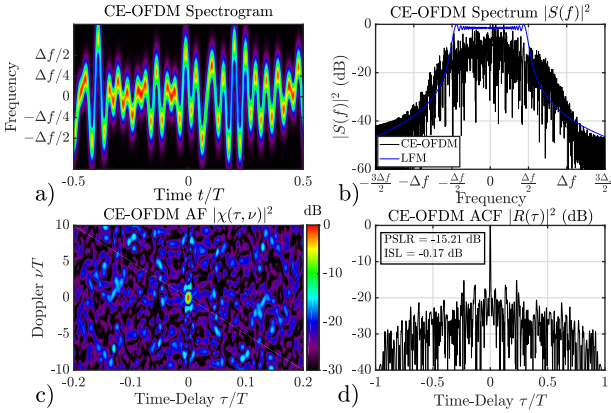 CE-OFDM Spectrogram
Frequency
Δf/2
Δf/4
0
−Δf/4
−Δf/2
-0.5
0
0.5
a)
Time t/T
CE-OFDM Spectrum |S(f)|²
|S(f)|² (dB)
0
-20
-40
-60
CE-OFDM
LFM
−3Δf/2
−Δf
−Δf/2
0
Δf/2
Δf
3Δf/2
b)
Frequency
CE-OFDM AF |χ(τ, ν)|²
dB
Doppler νT
10
5
0
-5
-10
-0.2
-0.1
0
0.1
0.2
0
-10
-20
-30
c)
Time-Delay τ/T
CE-OFDM ACF |R(τ)|² (dB)
PSLR = -15.21 dB
ISL = -0.17 dB
0
-10
-20
-30
-40
-1
-0.5
0
0.5
1
d)
Time-Delay τ/T